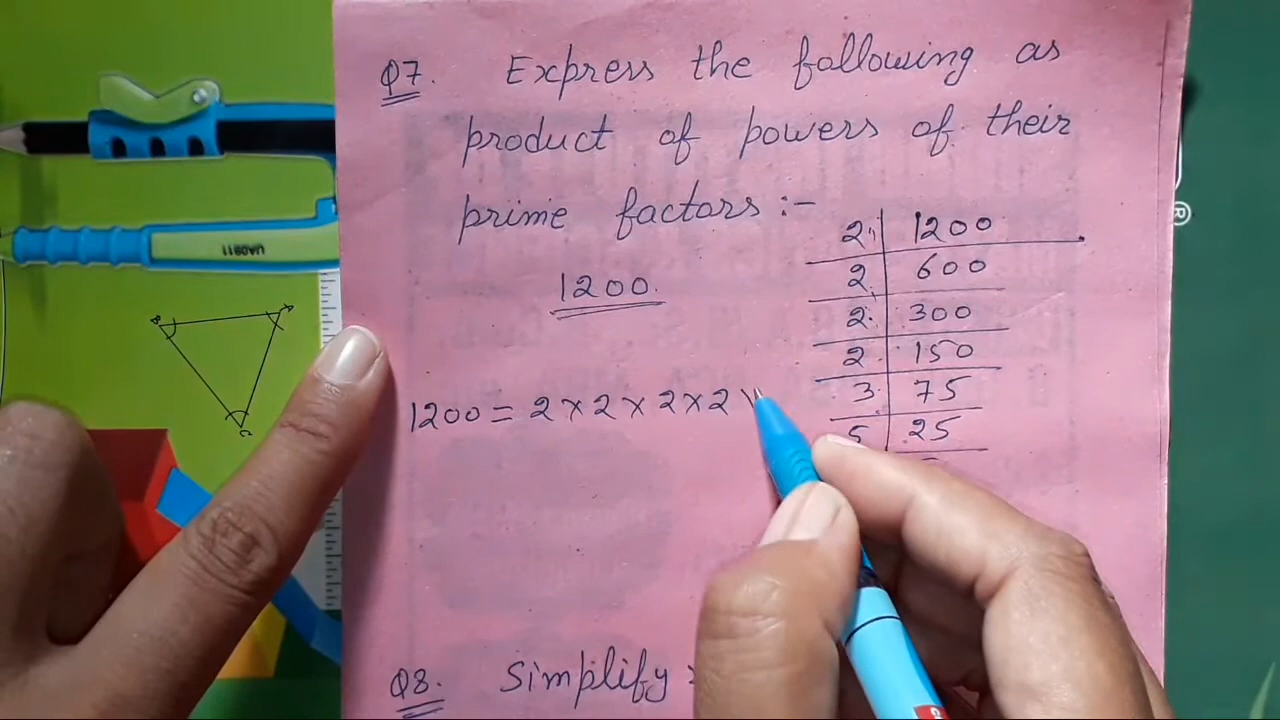 Q7. Express the following as
product of powers of their
prime factors :-
1200.
2 1200
2 600
2 300
2 150
3 75
5 25
1200 = 2 × 2 × 2 × 2 ×
Q8. Simplify :
UA0911
B A
C
®